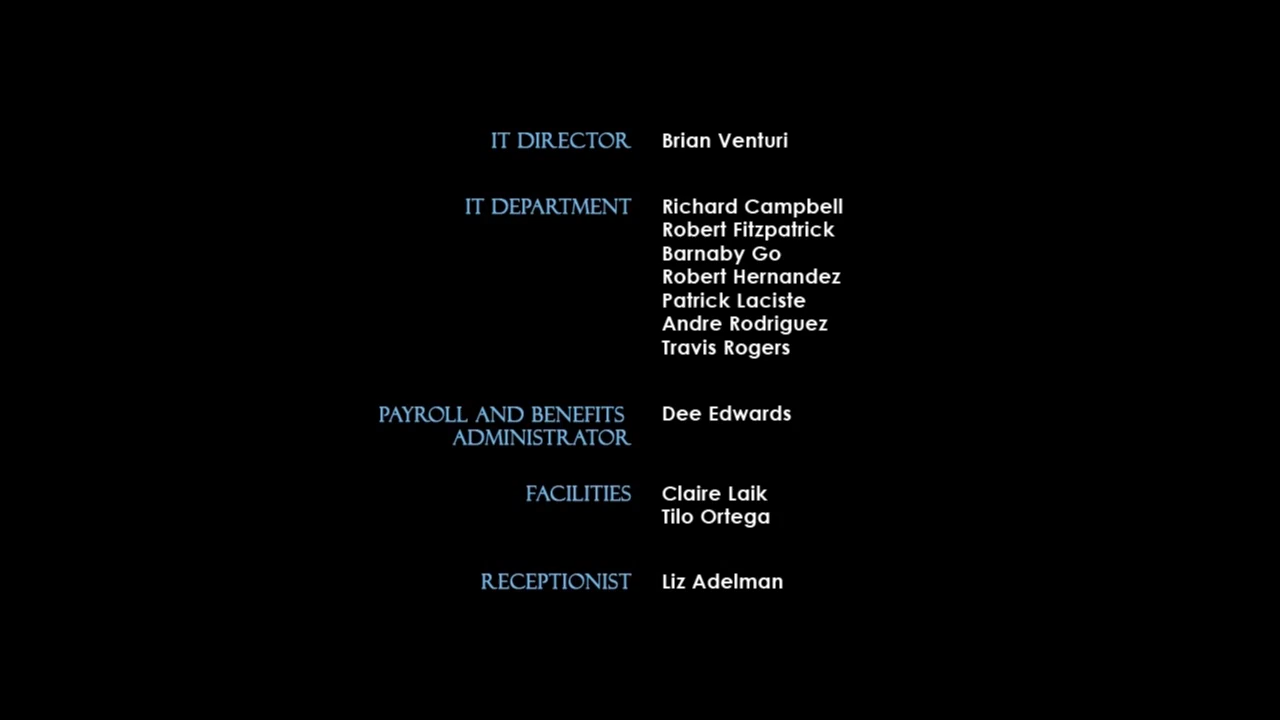 IT DIRECTOR Brian Venturi
IT DEPARTMENT Richard Campbell
Robert Fitzpatrick
Barnaby Go
Robert Hernandez
Patrick Laciste
Andre Rodriguez
Travis Rogers
PAYROLL AND BENEFITS Dee Edwards
ADMINISTRATOR
FACILITIES Claire Laik
Tilo Ortega
RECEPTIONIST Liz Adelman